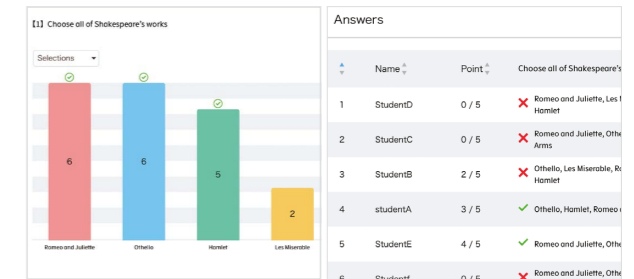 【1】 Choose all of Shakespeare's works
Selections
6
6
5
2
Romeo and Juliette
Othello
Hamlet
Les Miserable
Answers
Name
Point
Choose all of Shakespeare's
1
StudentD
0 / 5
Romeo and Juliette, Les
Hamlet
2
StudentC
0 / 5
Romeo and Juliette, Othe
Arms
3
StudentB
2 / 5
Othello, Les Miserable, Ro
Hamlet
4
studentA
3 / 5
Othello, Hamlet, Romeo
5
StudentE
4 / 5
Romeo and Juliette, Othe
6
Studentf
0 / 5
Romeo and Juliette, Othe